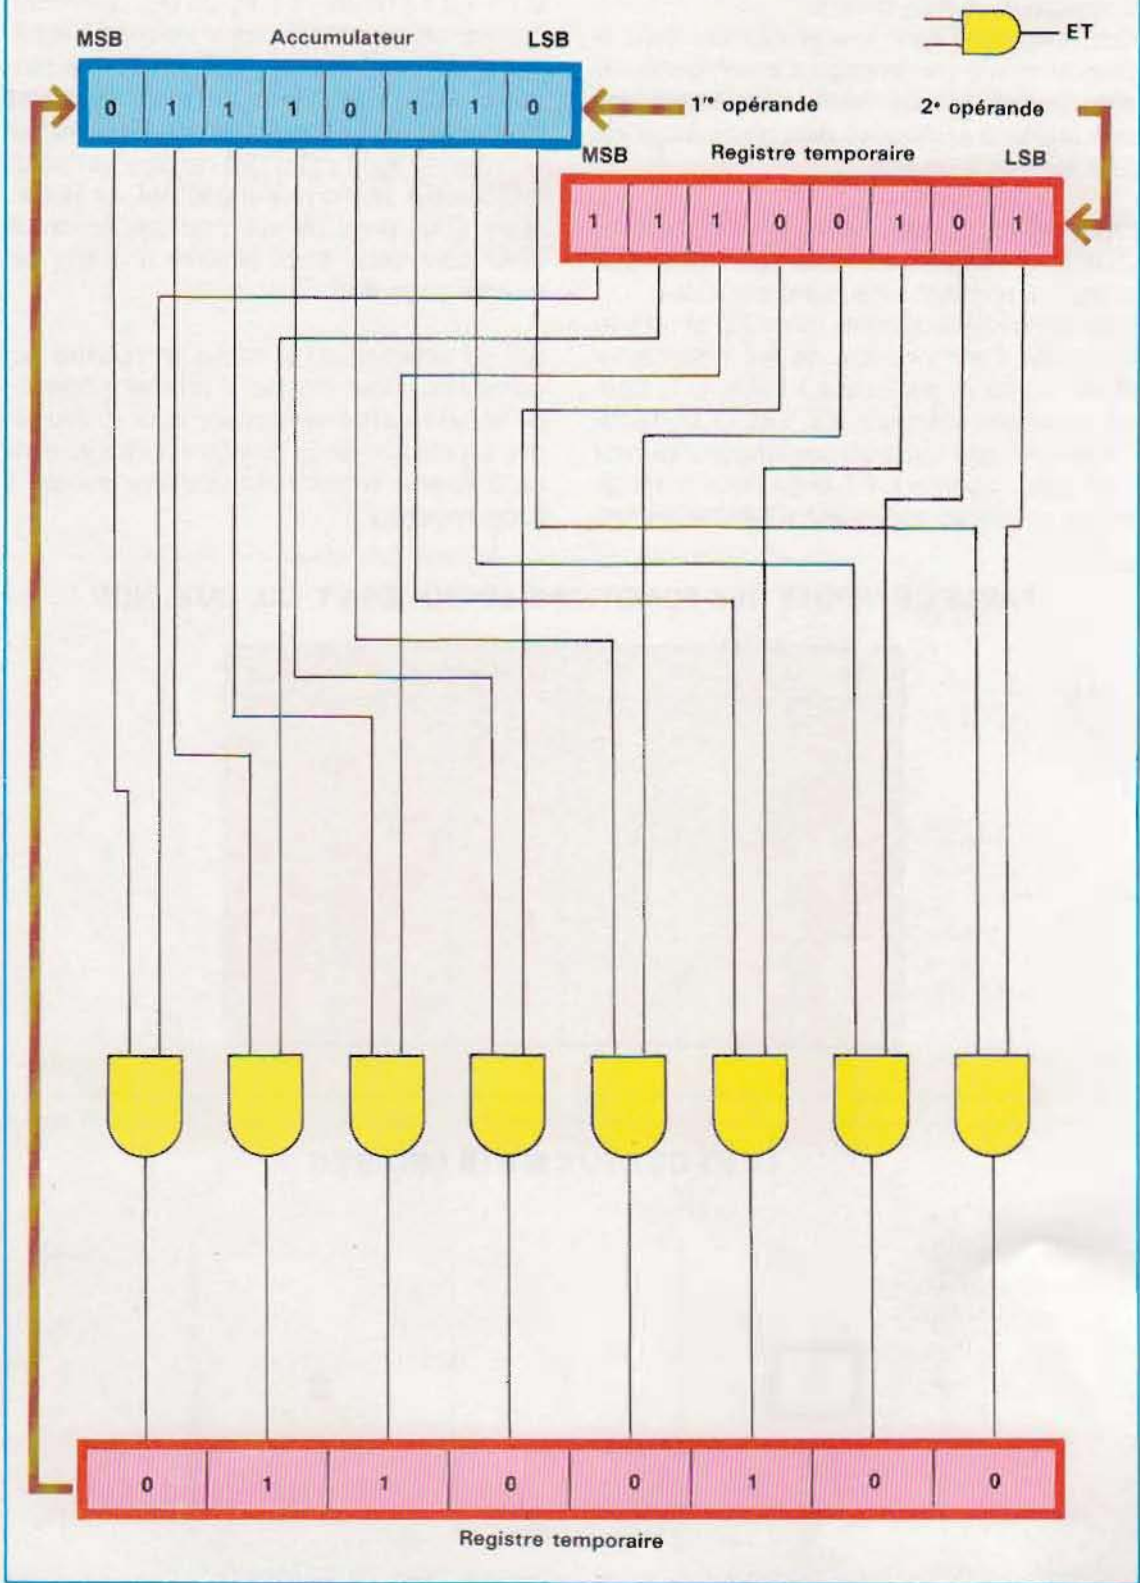 ET
MSB Accumulateur LSB
0 1 1 1 0 1 1 0
1re opérande 2e opérande
MSB Registre temporaire LSB
1 1 1 0 0 1 0 1
0 1 1 0 0 1 0 0
Registre temporaire